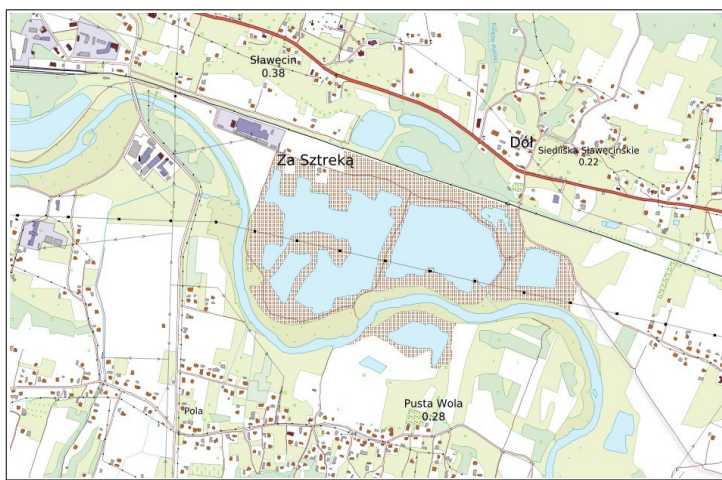 Sławęcin
0.38
Dół
Siedliska Sławęcińskie
0.22
Za Sztreką
Pusta Wola
0.28
Pola